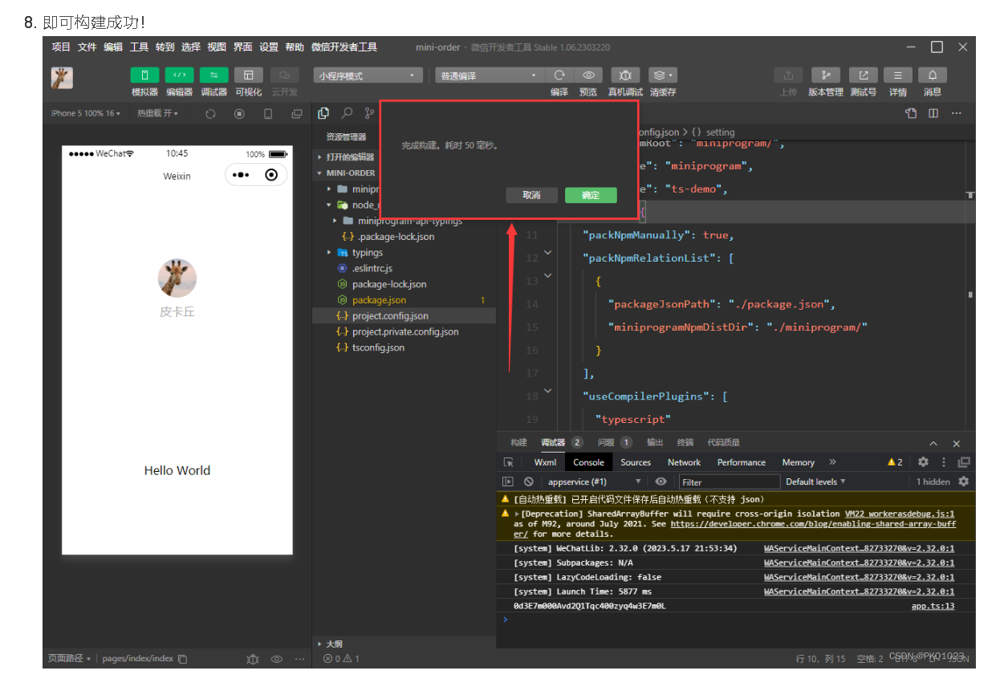 8. 即可构建成功！
项目 文件 编辑 工具 转到 选择 视图 界面 设置 帮助 微信开发者工具 mini-order - 微信开发者工具 Stable 1.06.2303220
小程序模式 普通编译
模拟器 编辑器 调试器 可视化 云开发 编译 预览 真机调试 清缓存 上传 版本管理 测试号 详情 消息
iPhone 5 100% 16 热重载 开
WeChat 10:45 100%
Weixin
皮卡丘
Hello World
资源管理器
打开的编辑器
MINI-ORDER
minipr
node_
miniprogram-api-typings
{..} .package-lock.json
TS typings
.eslintrc.js
package-lock.json
package.json 1
{..} project.config.json
{..} project.private.config.json
{..} tsconfig.json
大纲
完成构建。耗时 50 毫秒。
取消 确定
onfig.json > {} setting
mRoot": "miniprogram/",
e": "miniprogram",
e": "ts-demo",
{
11 "packNpmManually": true,
12 "packNpmRelationList": [
13 {
14 "packageJsonPath": "./package.json",
15 "miniprogramNpmDistDir": "./miniprogram/"
16 }
17 ],
18 "useCompilerPlugins": [
19 "typescript"
构建 调试器 2 问题 1 输出 终端 代码质量
Wxml Console Sources Network Performance Memory » 2
appservice (#1) Filter Default levels 1 hidden
[自动热重载] 已开启代码文件保存后自动热重载（不支持 json）
[Deprecation] SharedArrayBuffer will require cross-origin isolation VM22 workerasdebug.js:1
as of M92, around July 2021. See https://developer.chrome.com/blog/enabling-shared-array-buff
er/ for more details.
[system] WeChatLib: 2.32.0 (2023.5.17 21:53:34) WAServiceMainContext…82733270&v=2.32.0:1
[system] Subpackages: N/A WAServiceMainContext…82733270&v=2.32.0:1
[system] LazyCodeLoading: false WAServiceMainContext…82733270&v=2.32.0:1
[system] Launch Time: 5877 ms WAServiceMainContext…82733270&v=2.32.0:1
0d3E7m000Avd2Q1Tqc400zyq4w3E7m0L app.ts:13
页面路径 pages/index/index 0 1 行 10，列 15 空格: 2
CSDN @PKQ1023